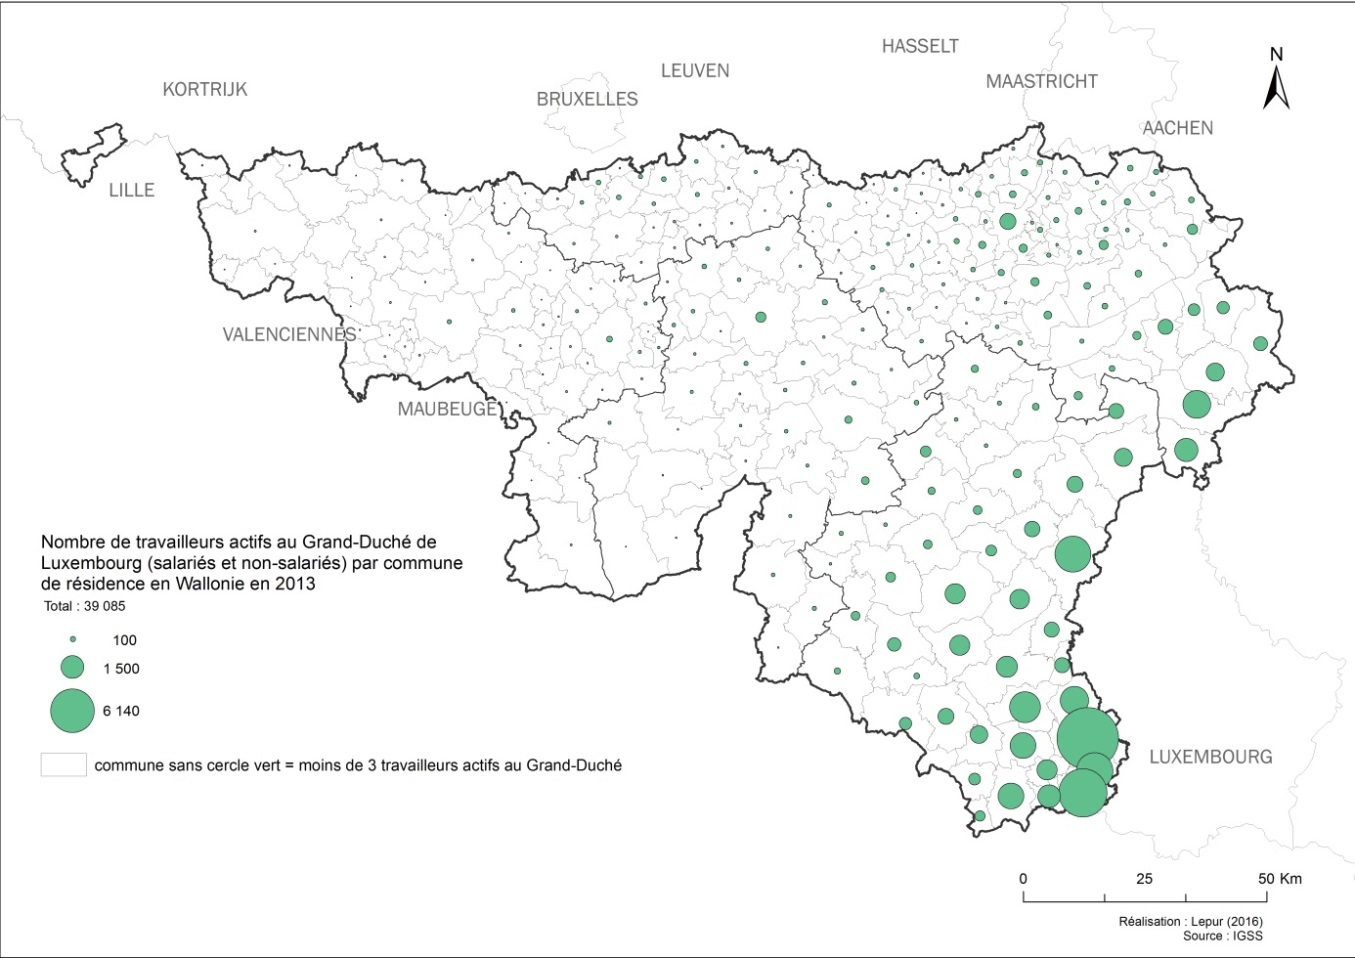 HASSELT
LEUVEN
N
MAASTRICHT
KORTRIJK
BRUXELLES
AACHEN
LILLE
VALENCIENNES
MAUBEUGE
Nombre de travailleurs actifs au Grand-Duché de
Luxembourg (salariés et non-salariés) par commune
de résidence en Wallonie en 2013
Total : 39 085
100
1 500
6 140
commune sans cercle vert = moins de 3 travailleurs actifs au Grand-Duché
LUXEMBOURG
0 25 50 Km
Réalisation : Lepur (2016)
Source : IGSS